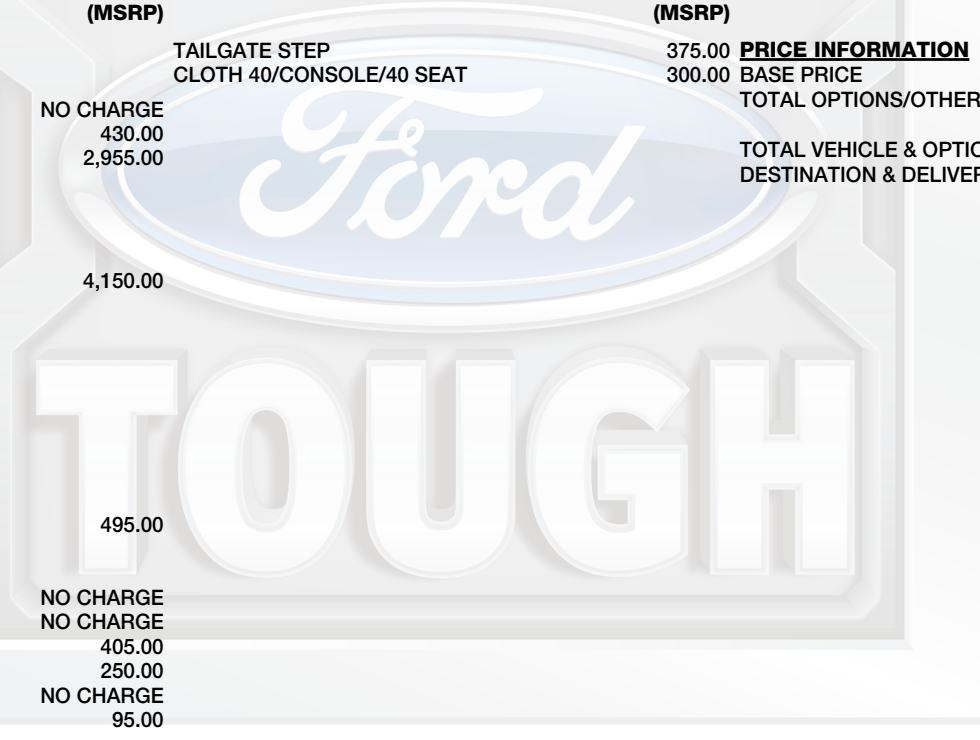 (MSRP) (MSRP)
TAILGATE STEP 375.00 PRICE INFORMATION
CLOTH 40/CONSOLE/40 SEAT 300.00 BASE PRICE
NO CHARGE TOTAL OPTIONS/OTHER
430.00
2,955.00 TOTAL VEHICLE & OPTIO
DESTINATION & DELIVER
Ford
4,150.00
TOUGH
495.00
NO CHARGE
NO CHARGE
405.00
250.00
NO CHARGE
95.00